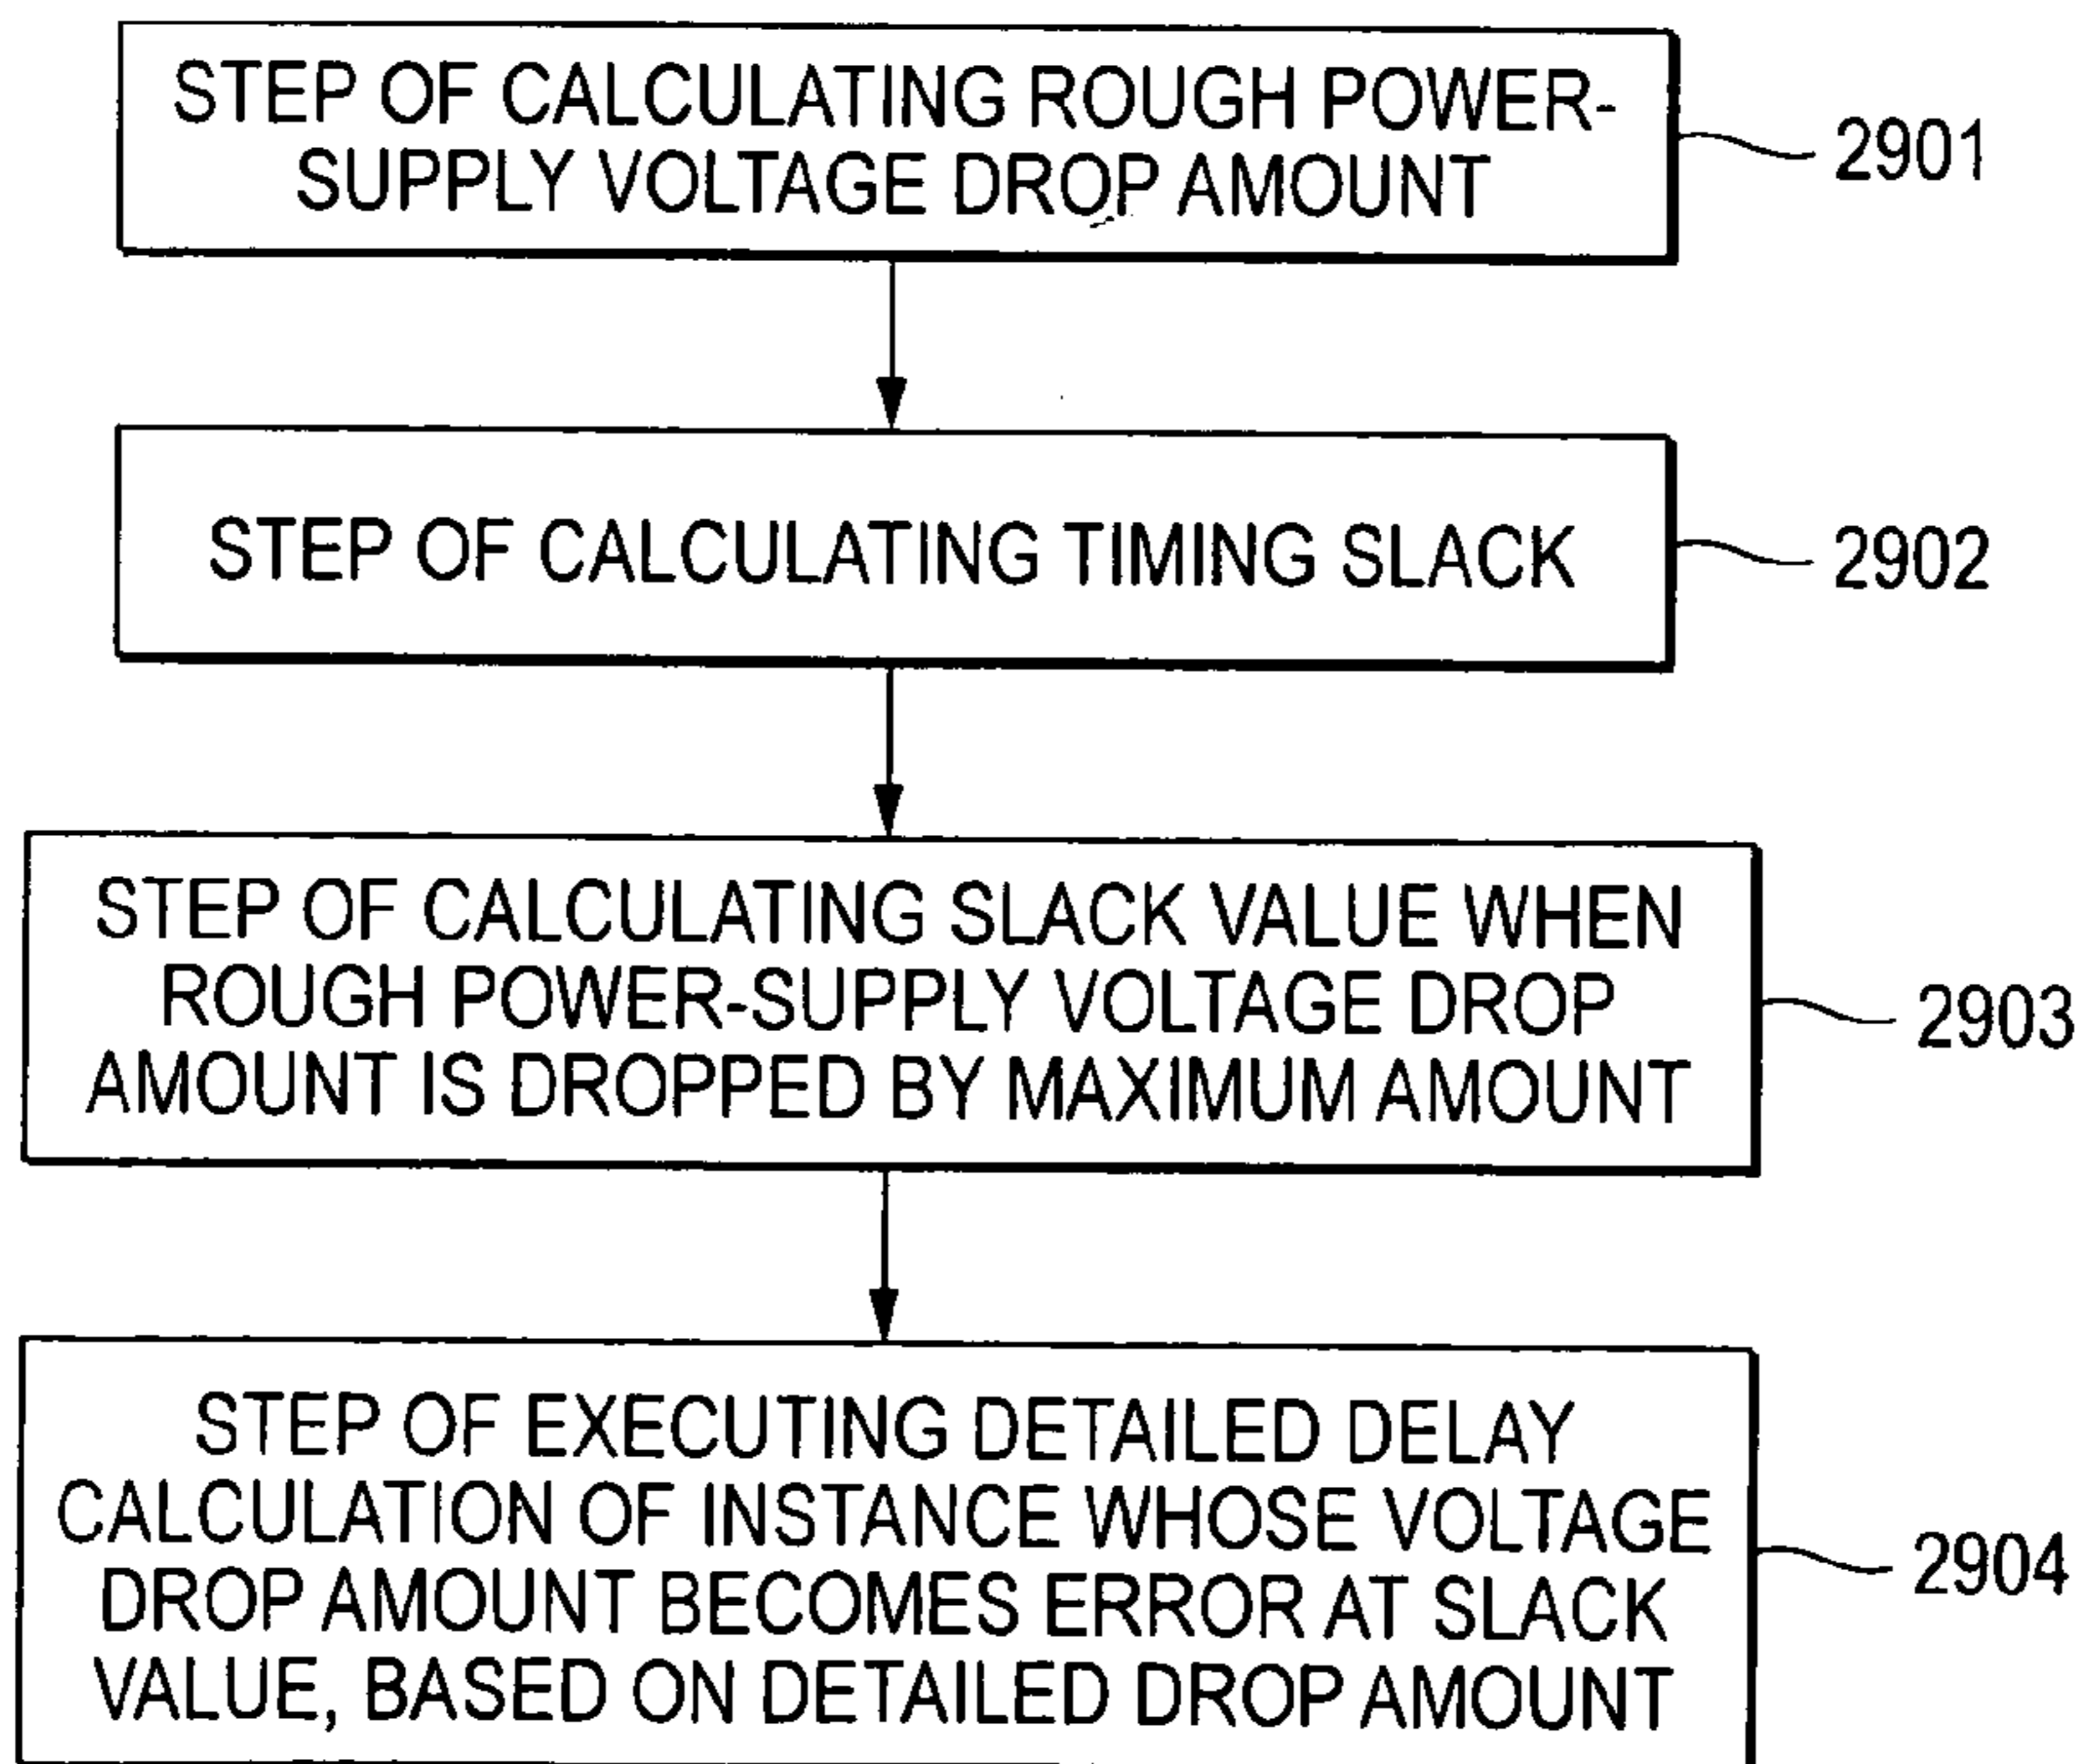 STEP OF CALCULATING ROUGH POWER-
SUPPLY VOLTAGE DROP AMOUNT
2901
STEP OF CALCULATING TIMING SLACK
2902
STEP OF CALCULATING SLACK VALUE WHEN
ROUGH POWER-SUPPLY VOLTAGE DROP
AMOUNT IS DROPPED BY MAXIMUM AMOUNT
2903
STEP OF EXECUTING DETAILED DELAY
CALCULATION OF INSTANCE WHOSE VOLTAGE
DROP AMOUNT BECOMES ERROR AT SLACK
VALUE, BASED ON DETAILED DROP AMOUNT
2904